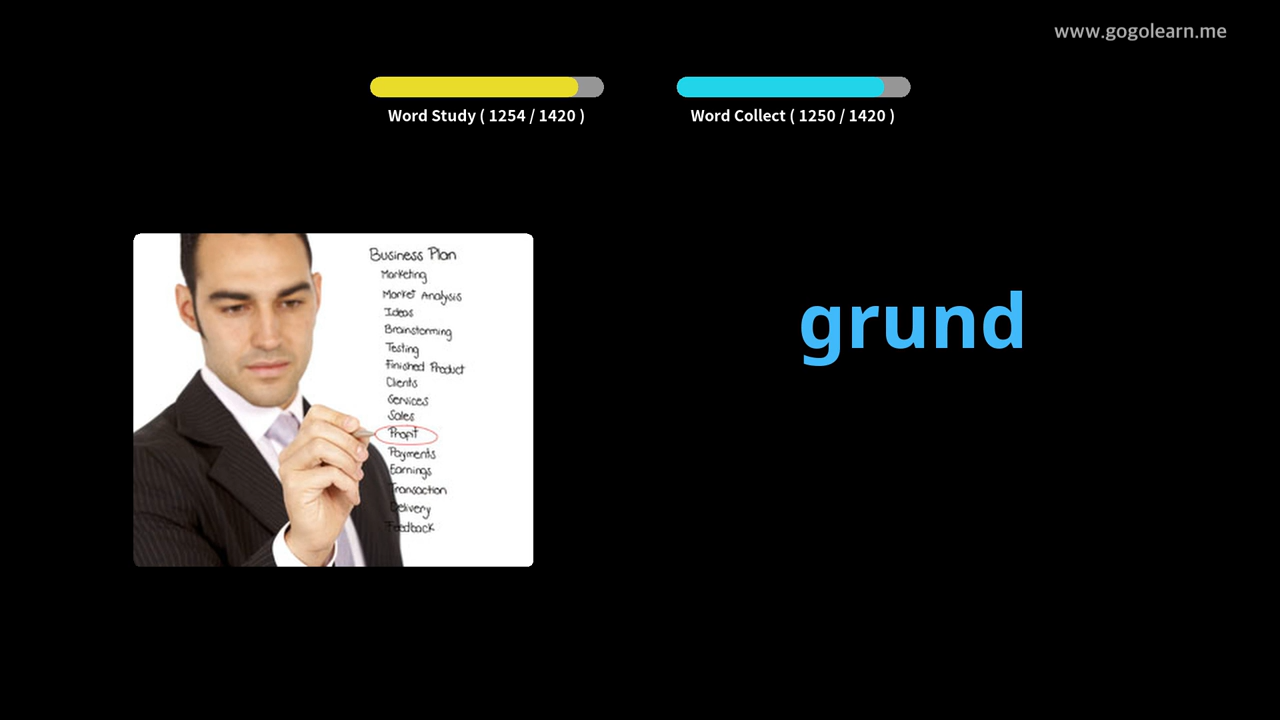 www.gogolearn.me
Word Study ( 1254 / 1420 )
Word Collect ( 1250 / 1420 )
Business Plan
Marketing
Market Analysis
Ideas
Brainstorming
Testing
Finished Product
Clients
Services
Sales
Profit
Payments
Earnings
Transaction
Delivery
Feedback
grund